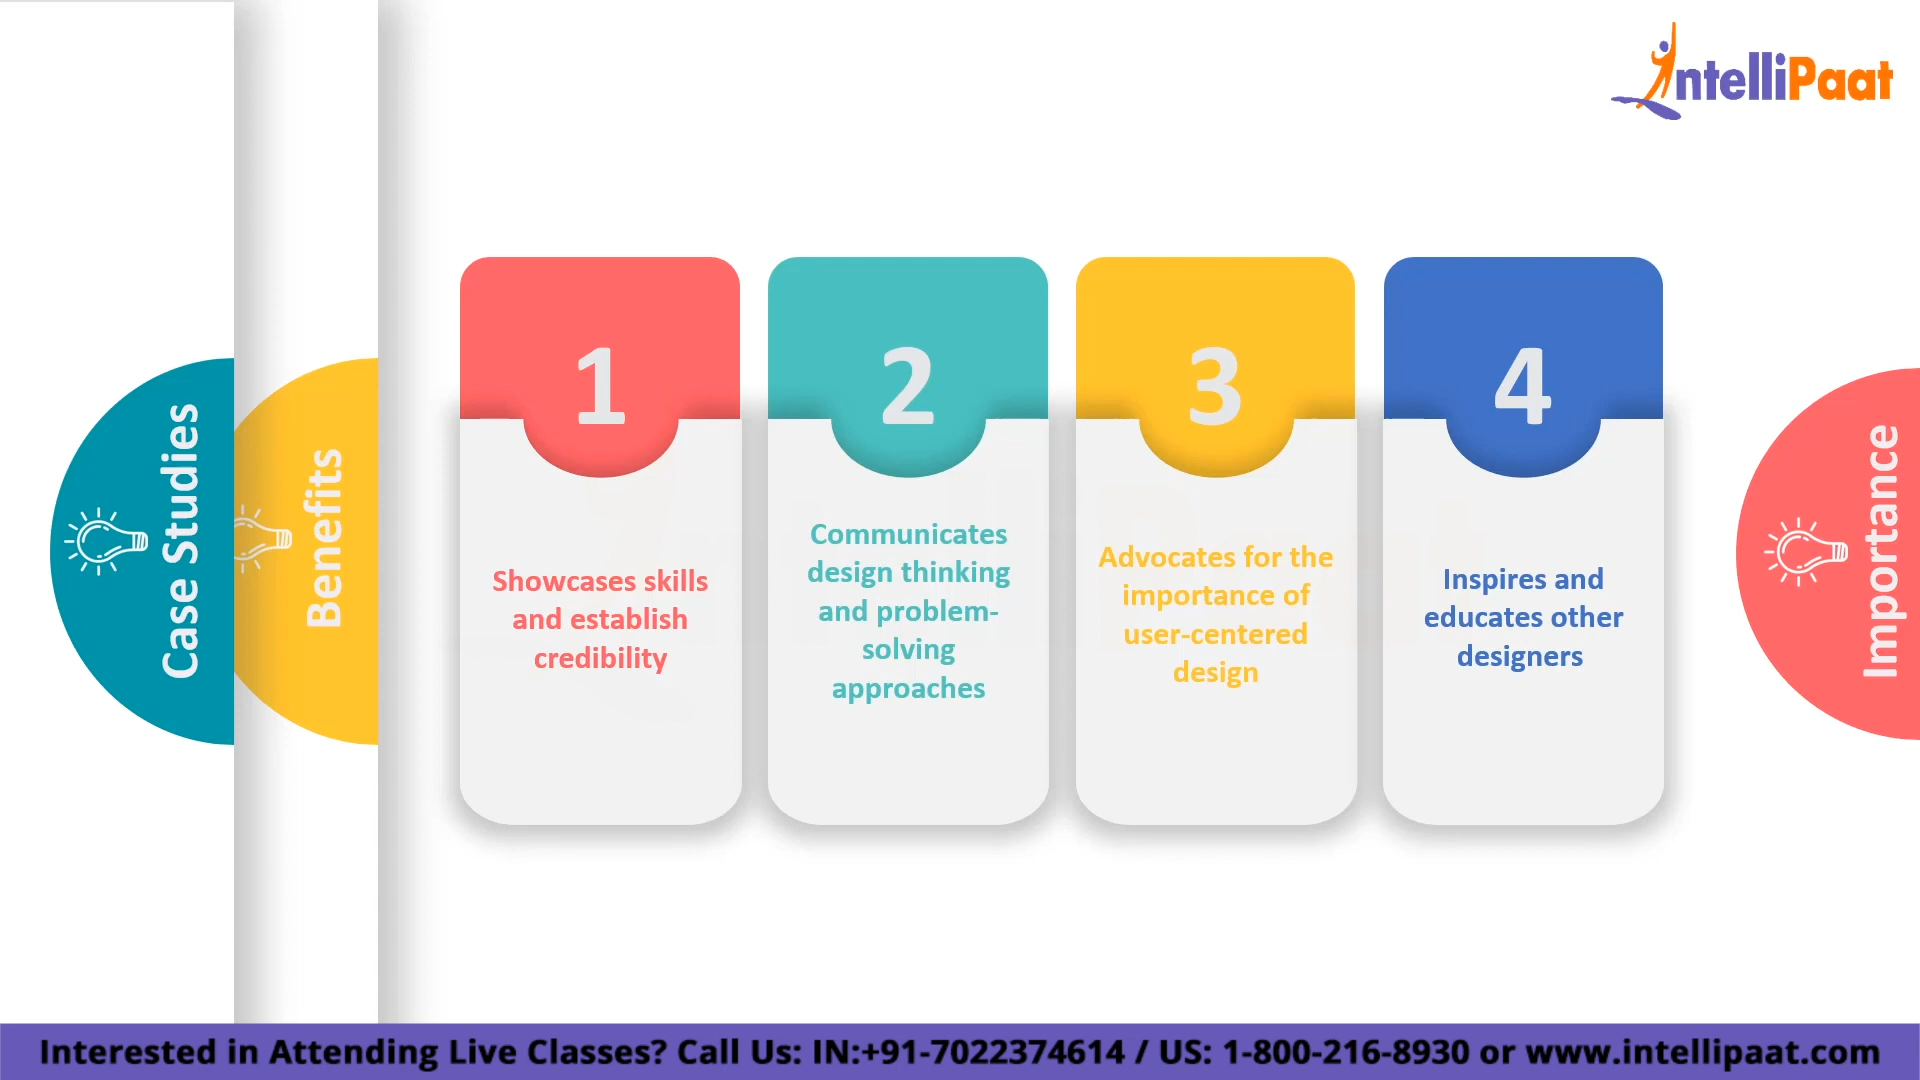 IntelliPaat
Case Studies
Benefits
1
Showcases skills
and establish
credibility
2
Communicates
design thinking
and problem-
solving
approaches
3
Advocates for the
importance of
user-centered
design
4
Inspires and
educates other
designers
Importance
Interested in Attending Live Classes? Call Us: IN:+91-7022374614 / US: 1-800-216-8930 or www.intellipaat.com